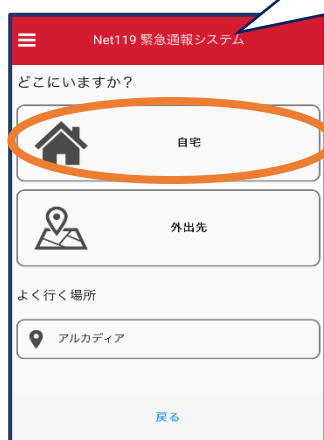 Net119 緊急通報システム
どこにいますか？
自宅
外出先
よく行く場所
アルカディア
戻る